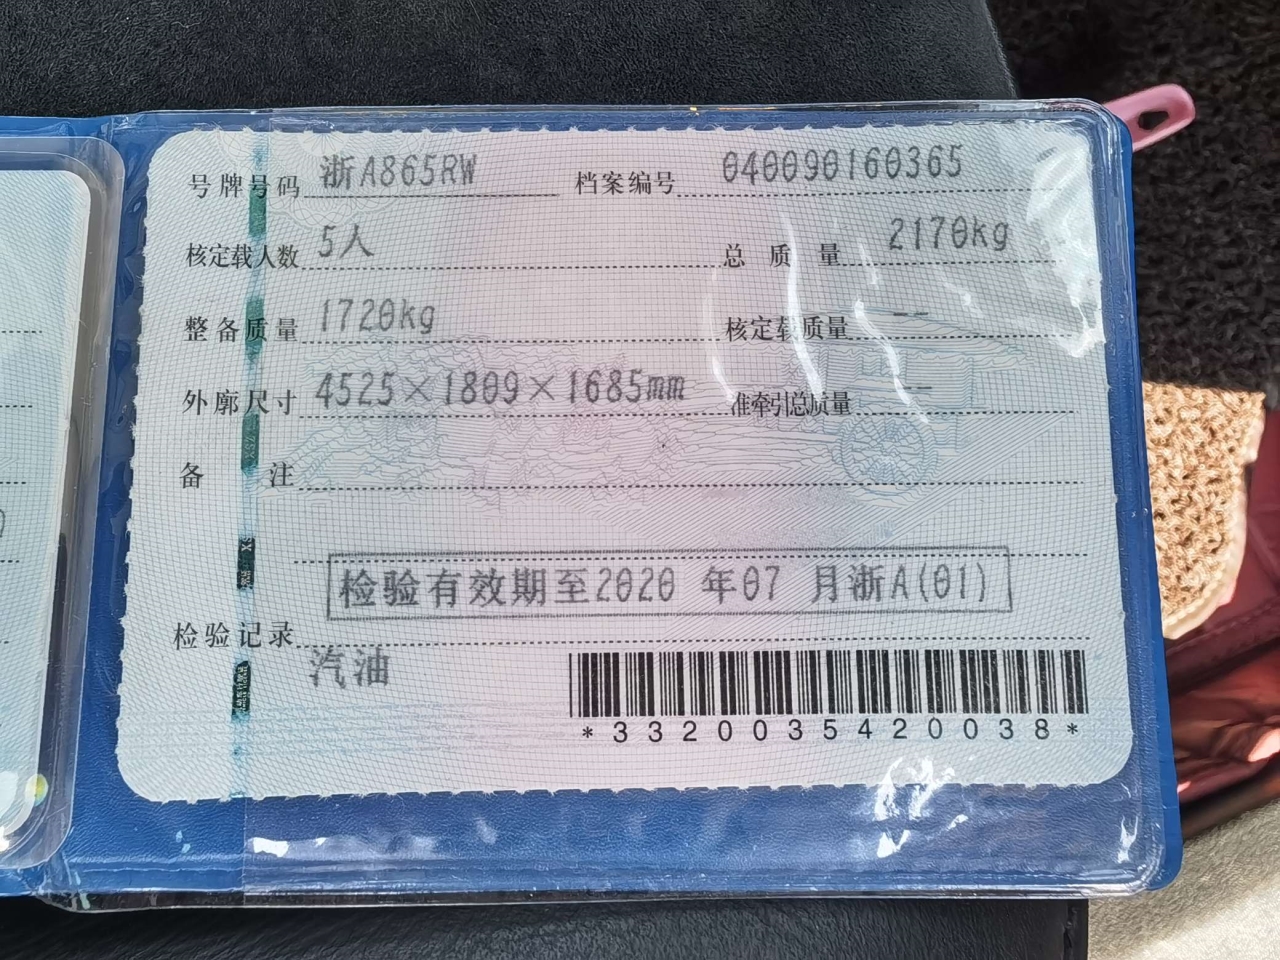 号牌号码 浙A865RW 档案编号 040090160365
核定载人数 5人 总质量 2170kg
整备质量 1720kg 核定载质量 --
外廓尺寸 4525×1809×1685mm 准牵引总质量 --
备注
检验有效期至2020 年07 月浙A(01)
检验记录
汽油
*3320035420038*